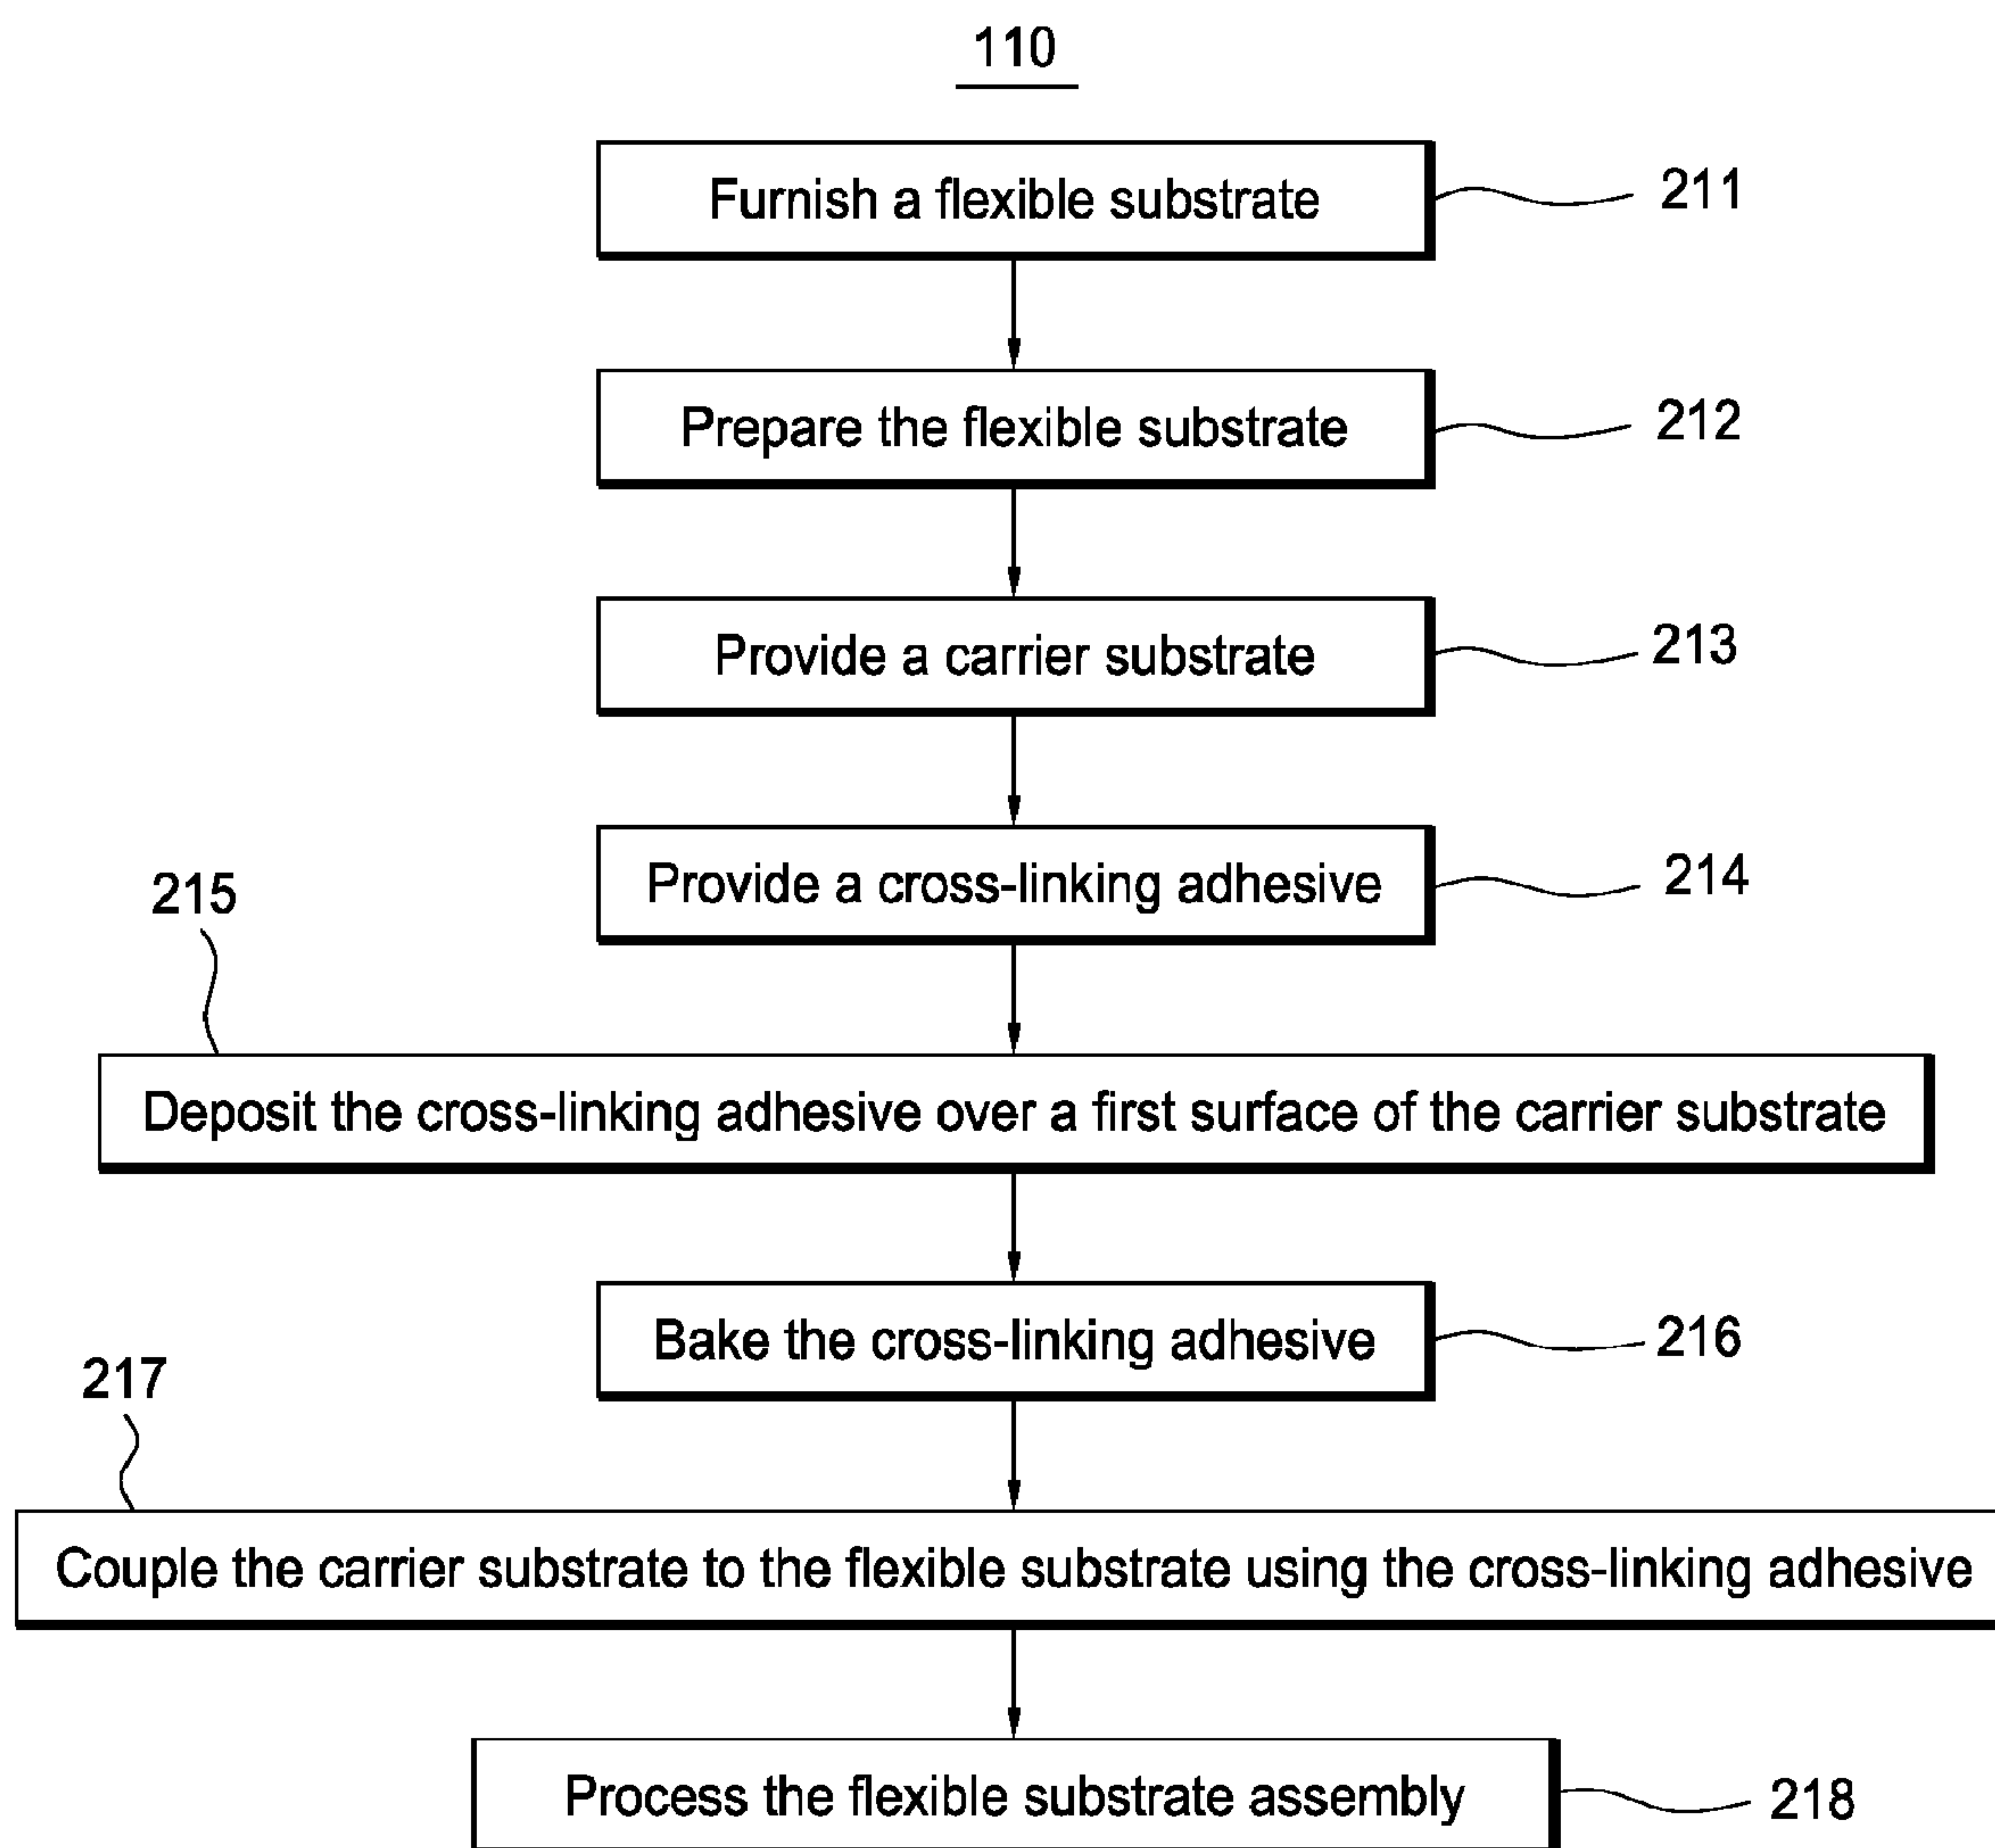 110
Furnish a flexible substrate
211
Prepare the flexible substrate
212
Provide a carrier substrate
213
Provide a cross-linking adhesive
214
215
Deposit the cross-linking adhesive over a first surface of the carrier substrate
Bake the cross-linking adhesive
216
217
Couple the carrier substrate to the flexible substrate using the cross-linking adhesive
Process the flexible substrate assembly
218